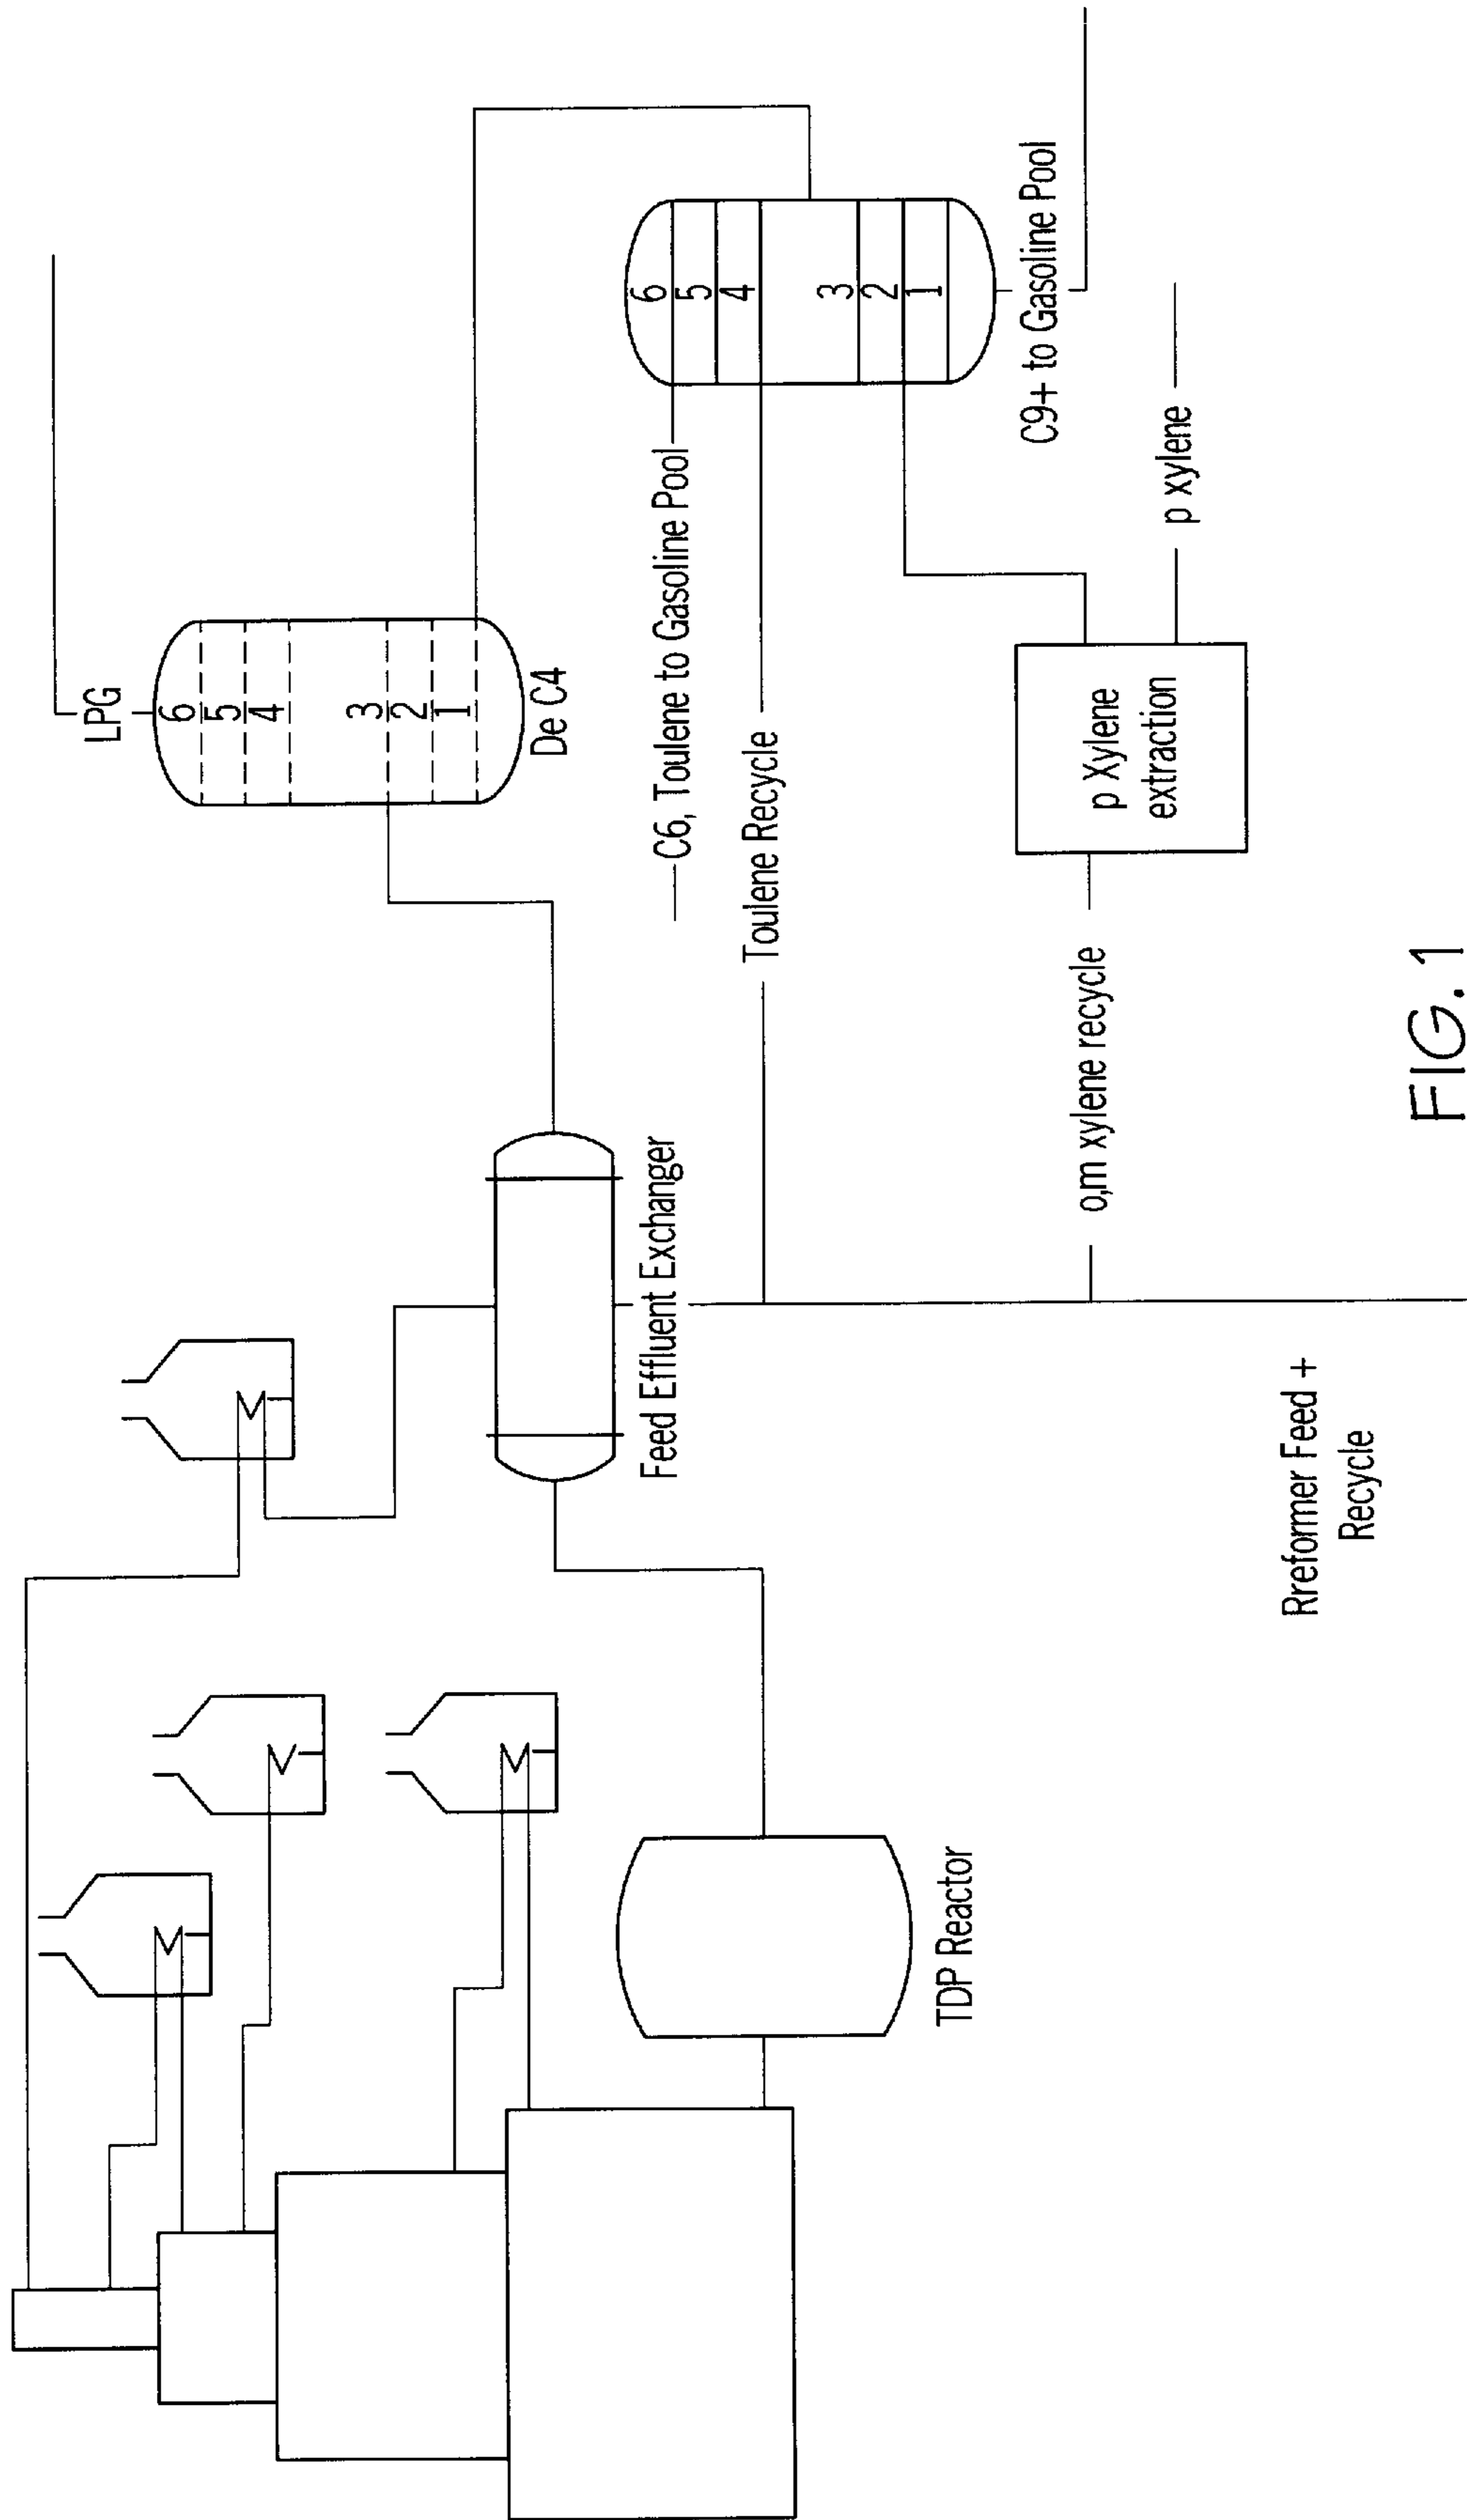 LPG
6
5
4
3
2
1
De C4
6
5
4
3
2
1
C6, Toulene to Gasoline Pool
Toulene Recycle
C9+ to Gasoline Pool
p xylene
p Xylene
extraction
o,m xylene recycle
Feed Effluent Exchanger
TDP Reactor
Rreformer Feed +
Recycle
FIG. 1